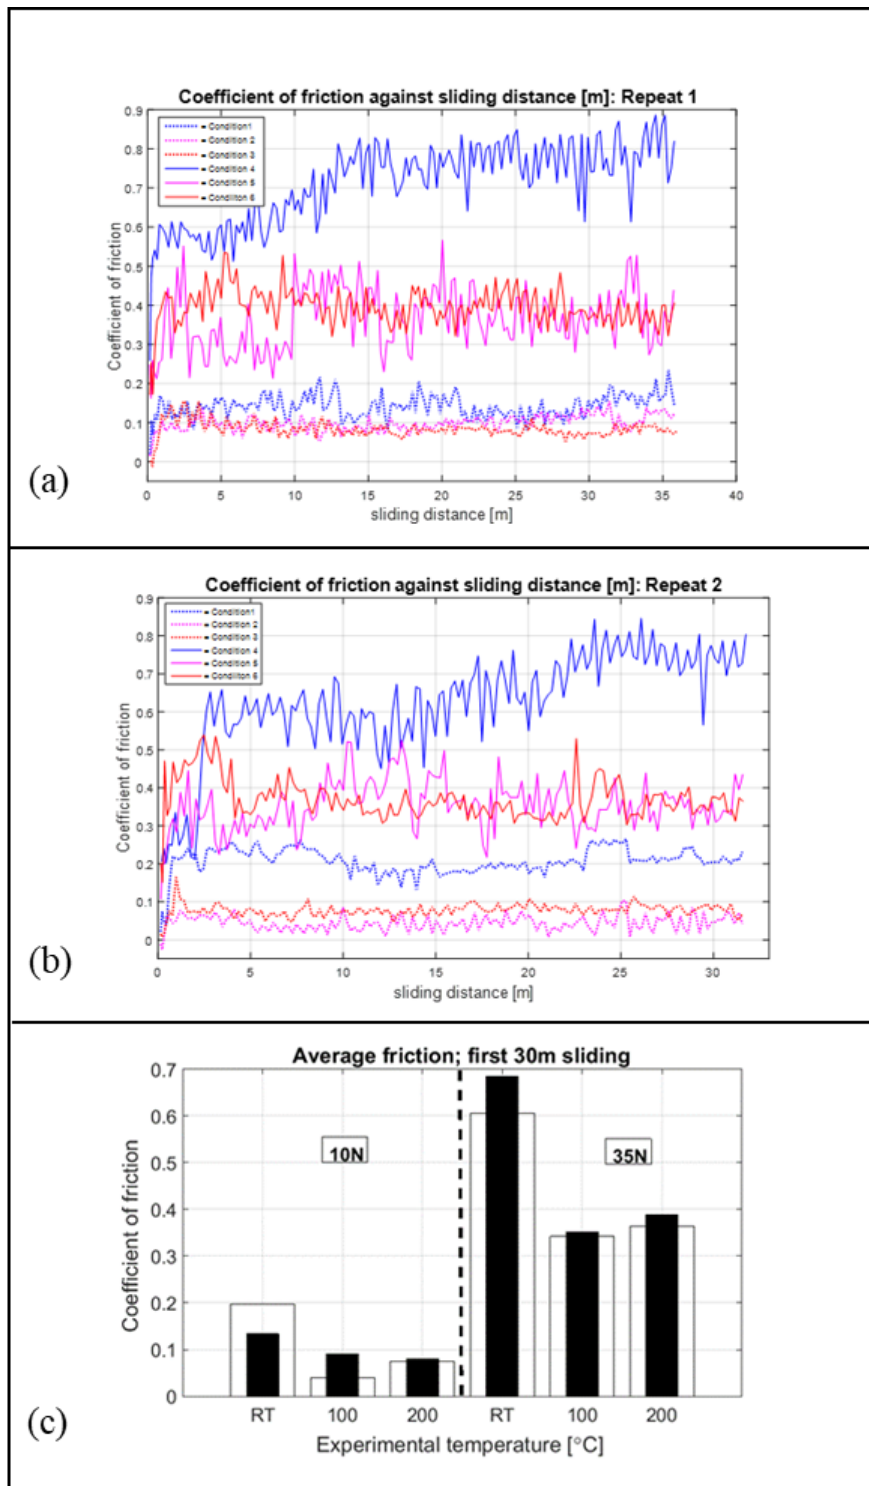 Coefficient of friction against sliding distance [m]: Repeat 1
0.9
0.8
0.7
0.6
0.5
0.4
0.3
0.2
0.1
0
Coefficient of friction
= Condition1
= Condition 2
= Condition 3
= Condition 4
= Condition 5
= Condiiton 6
0 5 10 15 20 25 30 35 40
sliding distance [m]
(a)
Coefficient of friction against sliding distance [m]: Repeat 2
0.9
0.8
0.7
0.6
0.5
0.4
0.3
0.2
0.1
0
Coefficient of friction
= Condition1
= Condition 2
= Condition 3
= Condition 4
= Condition 5
= Condiiton 6
0 5 10 15 20 25 30
sliding distance [m]
(b)
Average friction; first 30m sliding
0.7
0.6
0.5
0.4
0.3
0.2
0.1
0
Coefficient of friction
10N
35N
RT 100 200 RT 100 200
Experimental temperature [°C]
(c)